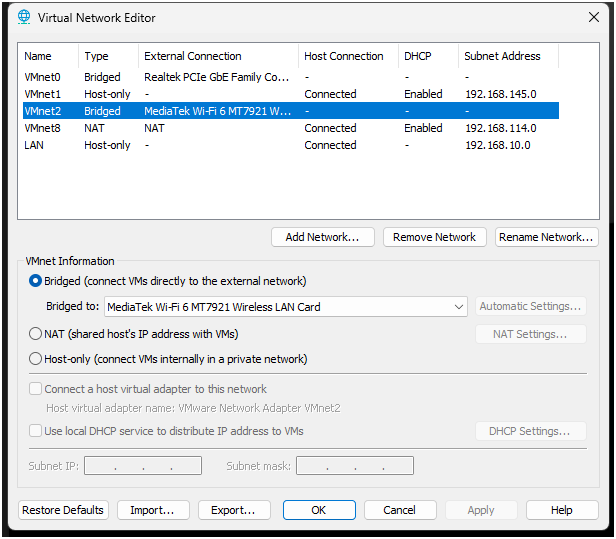 Virtual Network Editor
Name Type External Connection Host Connection DHCP Subnet Address
VMnet0 Bridged Realtek PCIe GbE Family Co... - - -
VMnet1 Host-only - Connected Enabled 192.168.145.0
VMnet2 Bridged MediaTek Wi-Fi 6 MT7921 W... - - -
VMnet8 NAT NAT Connected Enabled 192.168.114.0
LAN Host-only - Connected - 192.168.10.0
Add Network... Remove Network Rename Network...
VMnet Information
Bridged (connect VMs directly to the external network)
Bridged to: MediaTek Wi-Fi 6 MT7921 Wireless LAN Card Automatic Settings...
NAT (shared host's IP address with VMs) NAT Settings...
Host-only (connect VMs internally in a private network)
Connect a host virtual adapter to this network
Host virtual adapter name: VMware Network Adapter VMnet2
Use local DHCP service to distribute IP address to VMs DHCP Settings...
Subnet IP: . . . Subnet mask: . . .
Restore Defaults Import... Export... OK Cancel Apply Help